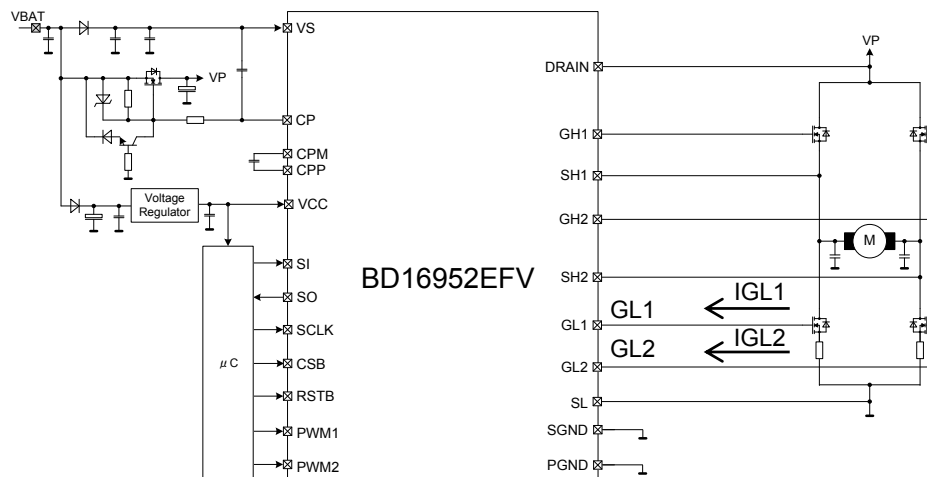 VBAT
VS
VP
VP
DRAIN
CP
GH1
CPM
CPP
SH1
Voltage
Regulator
VCC
GH2
M
SI
BD16952EFV
SH2
SO
GL1
IGL1
GL1
SCLK
GL2
IGL2
μC
CSB
GL2
RSTB
SL
PWM1
SGND
PWM2
PGND